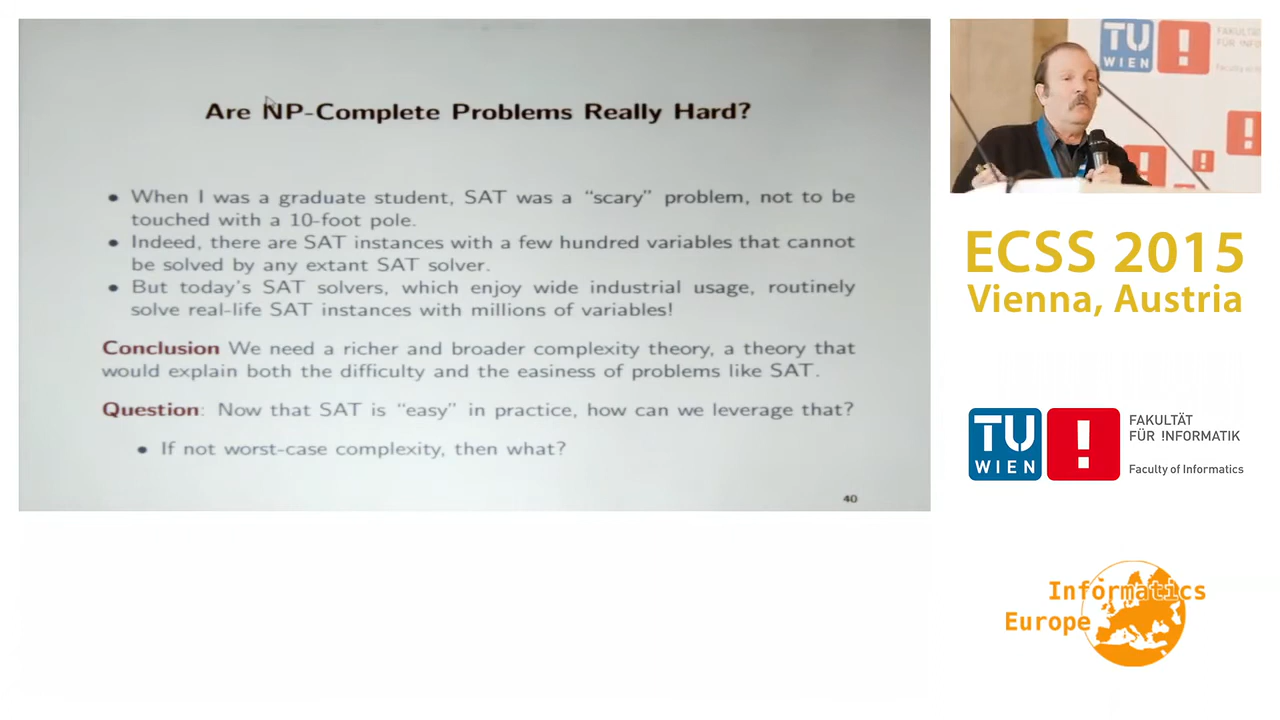 Are NP-Complete Problems Really Hard?
• When I was a graduate student, SAT was a “scary” problem, not to be
touched with a 10-foot pole.
• Indeed, there are SAT instances with a few hundred variables that cannot
be solved by any extant SAT solver.
• But today's SAT solvers, which enjoy wide industrial usage, routinely
solve real-life SAT instances with millions of variables!
Conclusion We need a richer and broader complexity theory, a theory that
would explain both the difficulty and the easiness of problems like SAT.
Question: Now that SAT is “easy” in practice, how can we leverage that?
• If not worst-case complexity, then what?
40
TU
WIEN
!
FAKULTÄT
FÜR !NFO
Faculty of
ECSS 2015
Vienna, Austria
TU
WIEN
!
FAKULTÄT
FÜR !NFORMATIK
Faculty of Informatics
Informatics
Europe